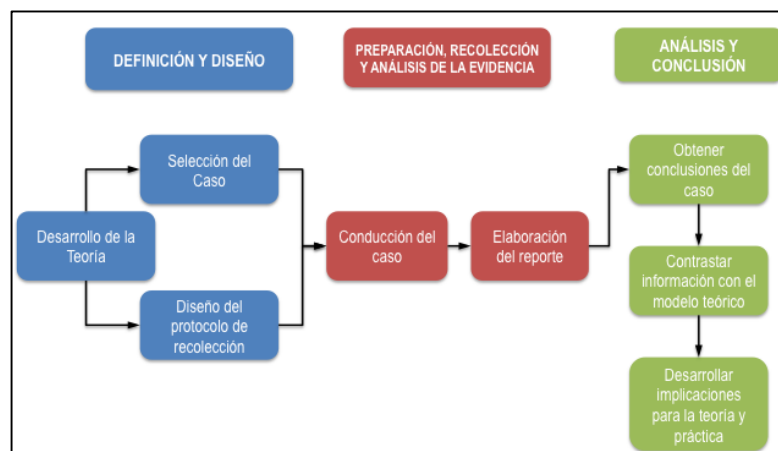 DEFINICIÓN Y DISEÑO
PREPARACIÓN, RECOLECCIÓN
Y ANÁLISIS DE LA EVIDENCIA
ANÁLISIS Y
CONCLUSIÓN
Selección del
Caso
Desarrollo de la
Teoría
Diseño del
protocolo de
recolección
Conducción del
caso
Elaboración
del reporte
Obtener
conclusiones del
caso
Contrastar
información con el
modelo teórico
Desarrollar
implicaciones
para la teoría y
práctica